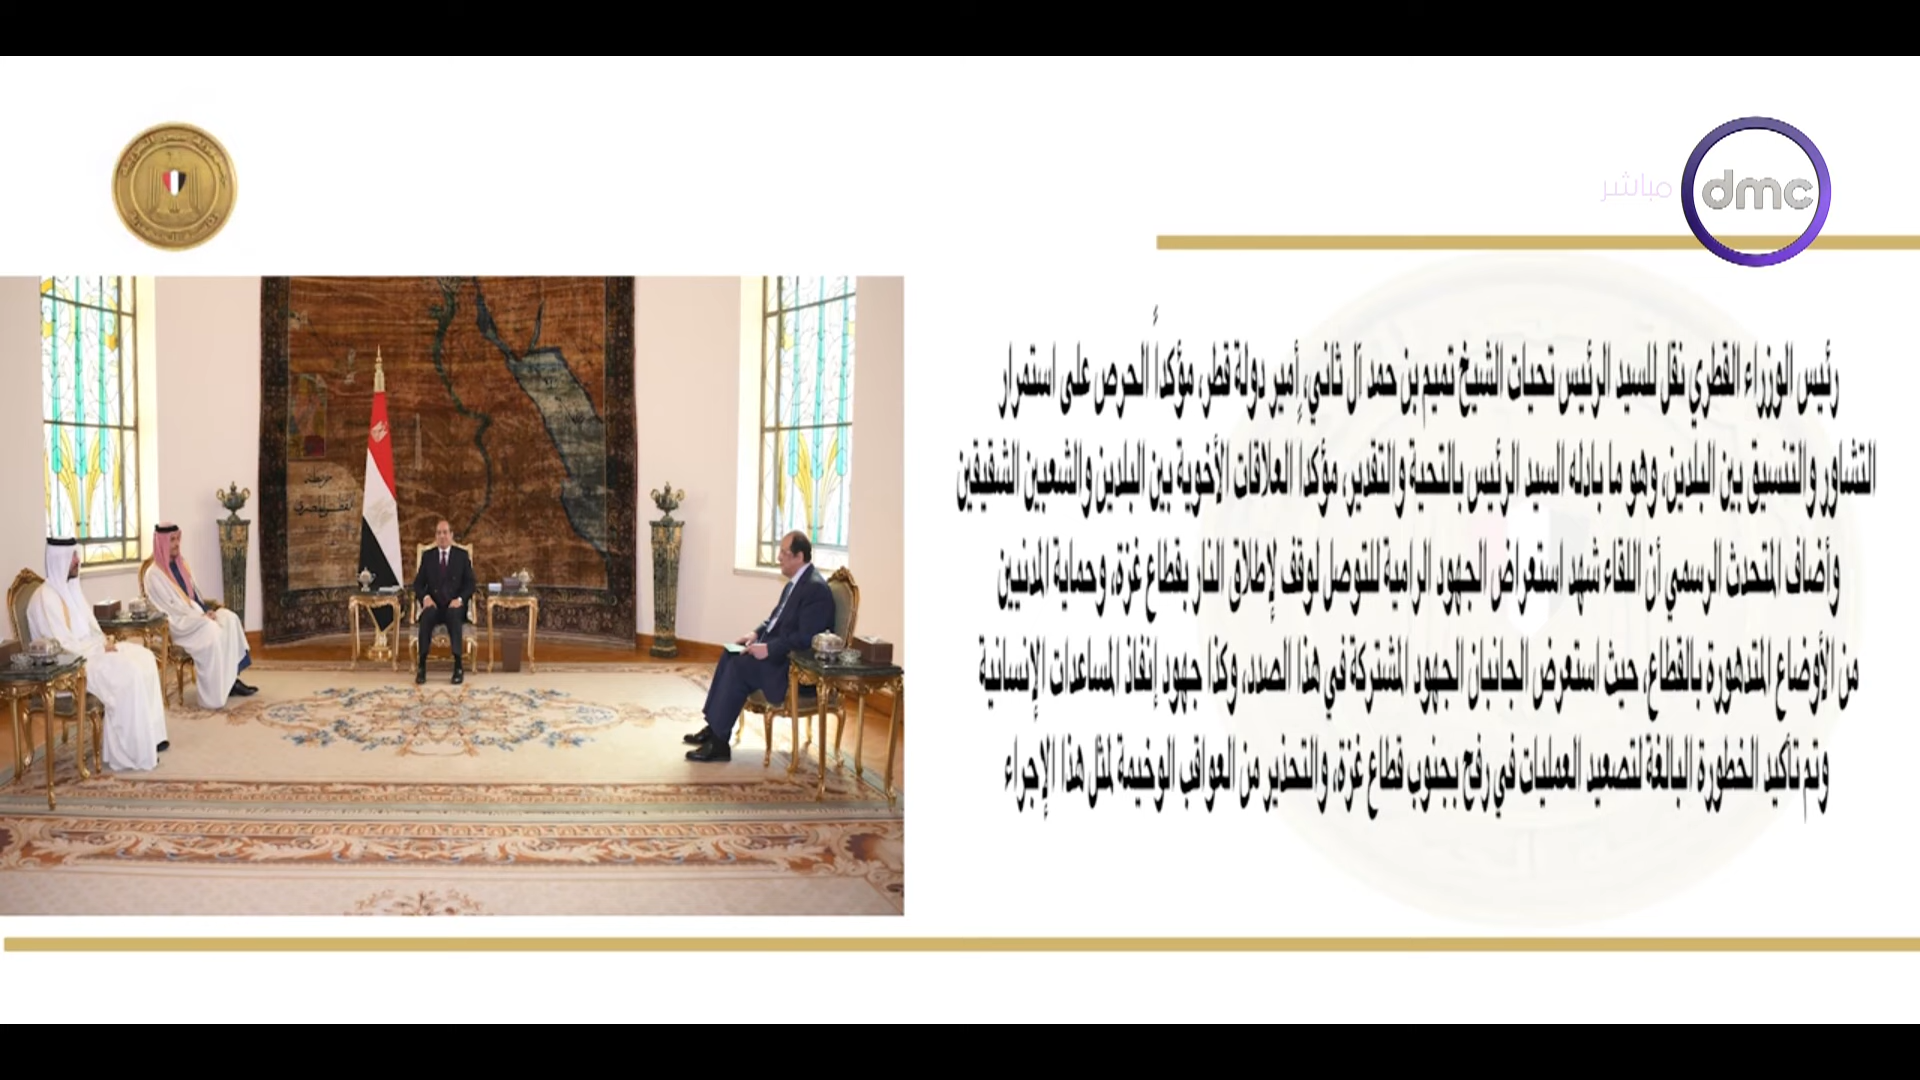 dmc
مباشر
رئيس الوزراء القطري نقل للسيد الرئيس تحيات الشيخ تميم بن حمد آل ثاني، أمير دولة قطر، مؤكداً الحرص على استمرار
التشاور والتنسيق بين البلدين، وهو ما بادله السيد الرئيس بالتحية والتقدير، مؤكدا العلاقات الأخوية بين البلدين والشعبين الشقيقين
وأضاف المتحدث الرسمي أن اللقاء شهد استعراض الجهود الرامية للتوصل لوقف لإطلاق النار بقطاع غزة، وحماية المدنيين
من الأوضاع المتدهورة بالقطاع، حيث استعرض الجانبان الجهود المشتركة في هذا الصدد، وكذا جهود إنفاذ المساعدات الإنسانية
وتم تأكيد الخطورة البالغة لتصعيد العمليات في رفح بجنوب قطاع غزة، والتحذير من العواقب الوخيمة لمثل هذا الإجراء
خريطة